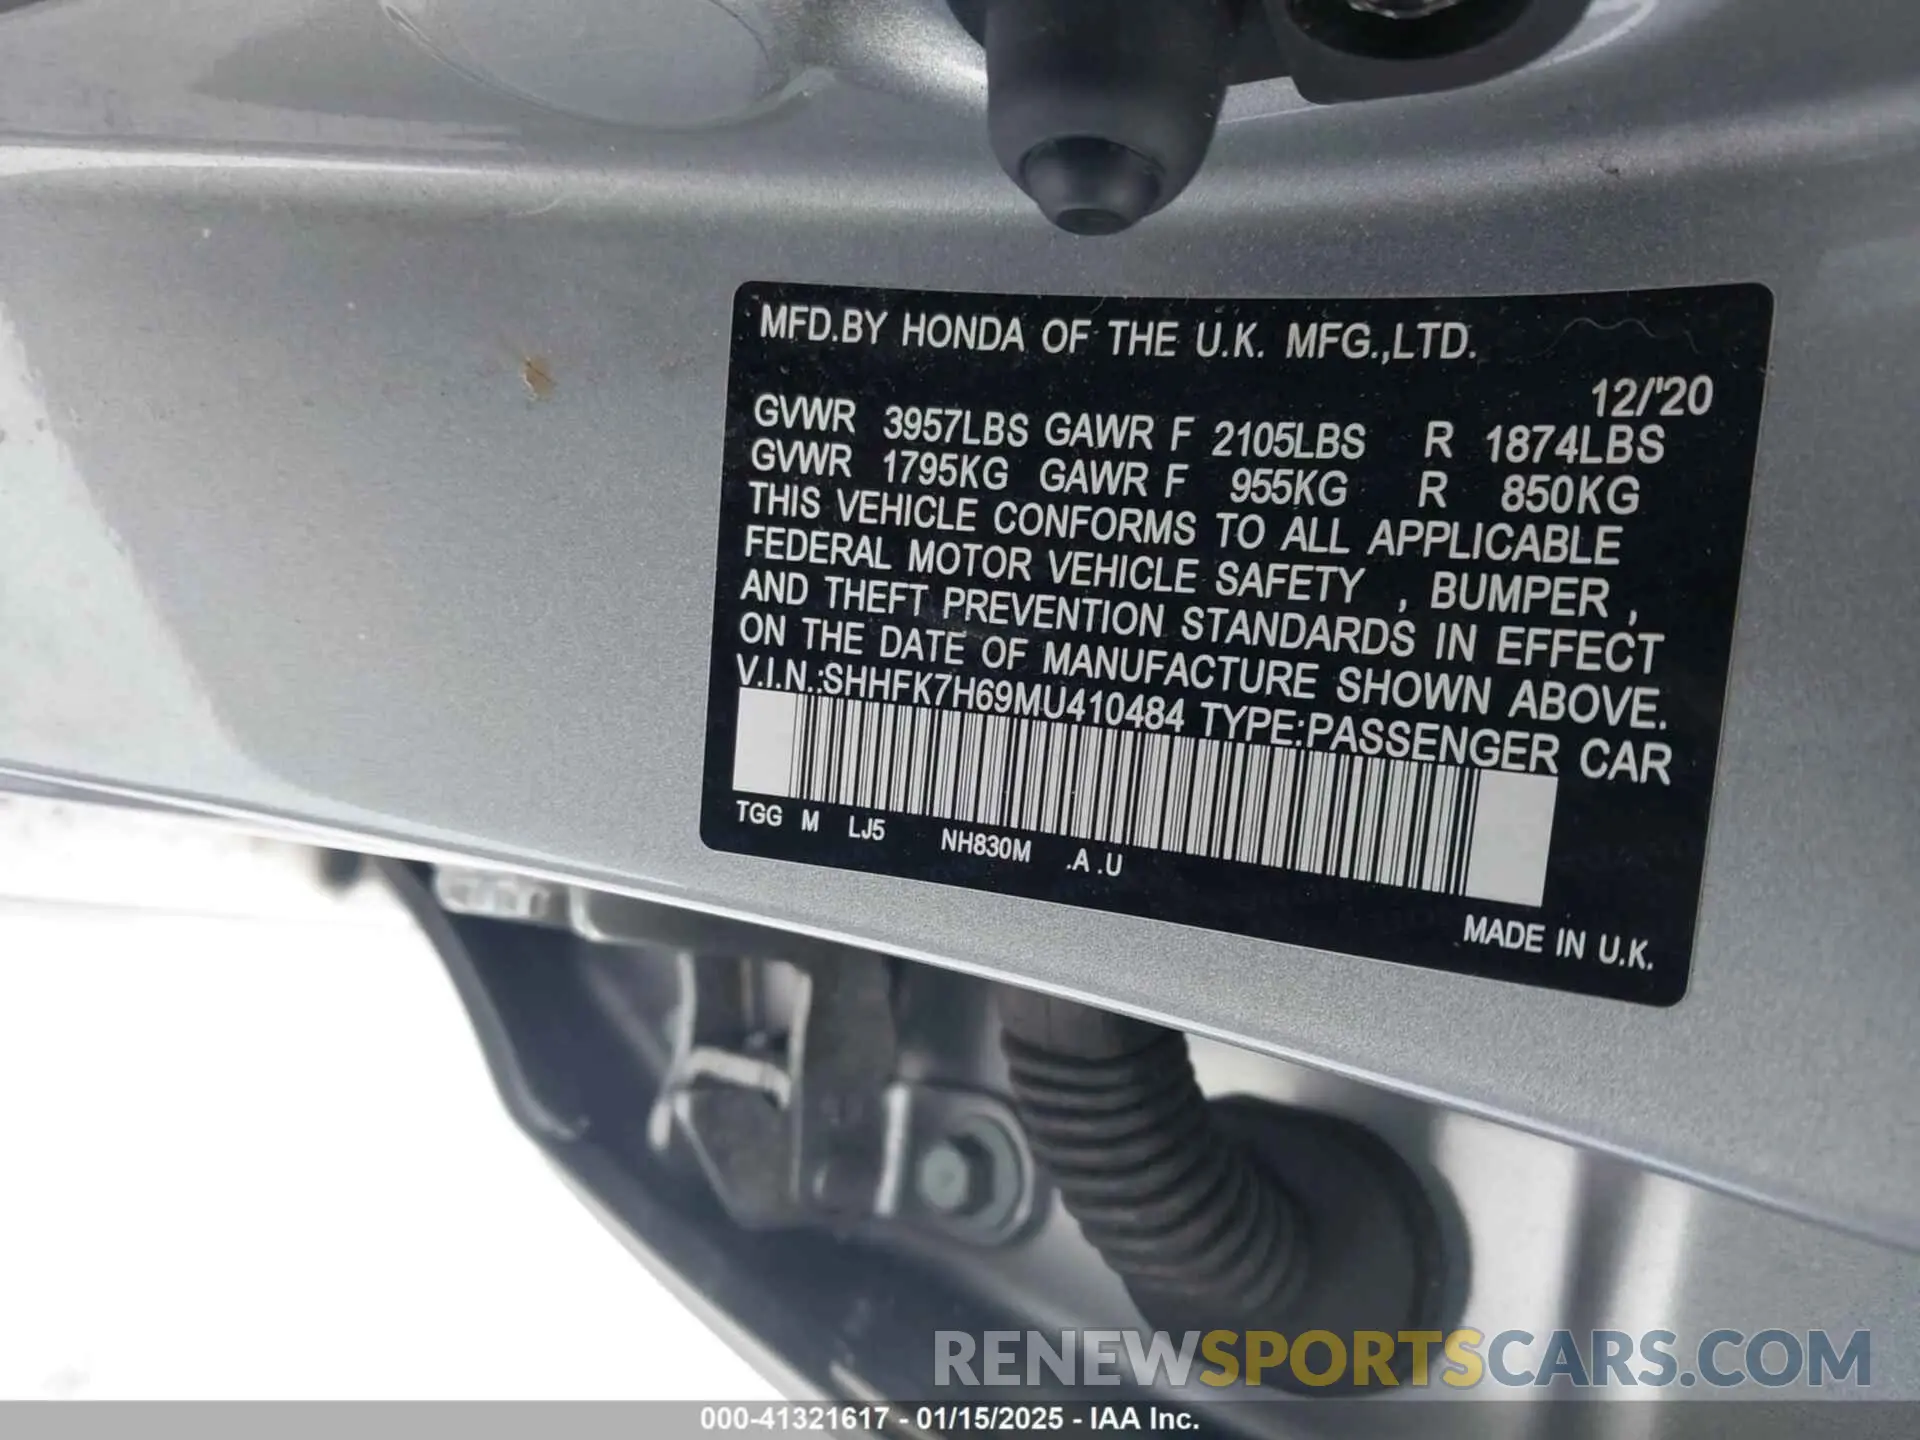 MFD.BY HONDA OF THE U.K. MFG.,LTD.
12/'20
GVWR 3957LBS GAWR F 2105LBS R 1874LBS
GVWR 1795KG GAWR F 955KG R 850KG
THIS VEHICLE CONFORMS TO ALL APPLICABLE
FEDERAL MOTOR VEHICLE SAFETY , BUMPER ,
AND THEFT PREVENTION STANDARDS IN EFFECT
ON THE DATE OF MANUFACTURE SHOWN ABOVE.
V.I.N.:SHHFK7H69MU410484 TYPE:PASSENGER CAR
TGG M LJ5 NH830M .A .U
MADE IN U.K.
RENEWSPORTSCARS.COM
000-41321617 - 01/15/2025 - IAA Inc.